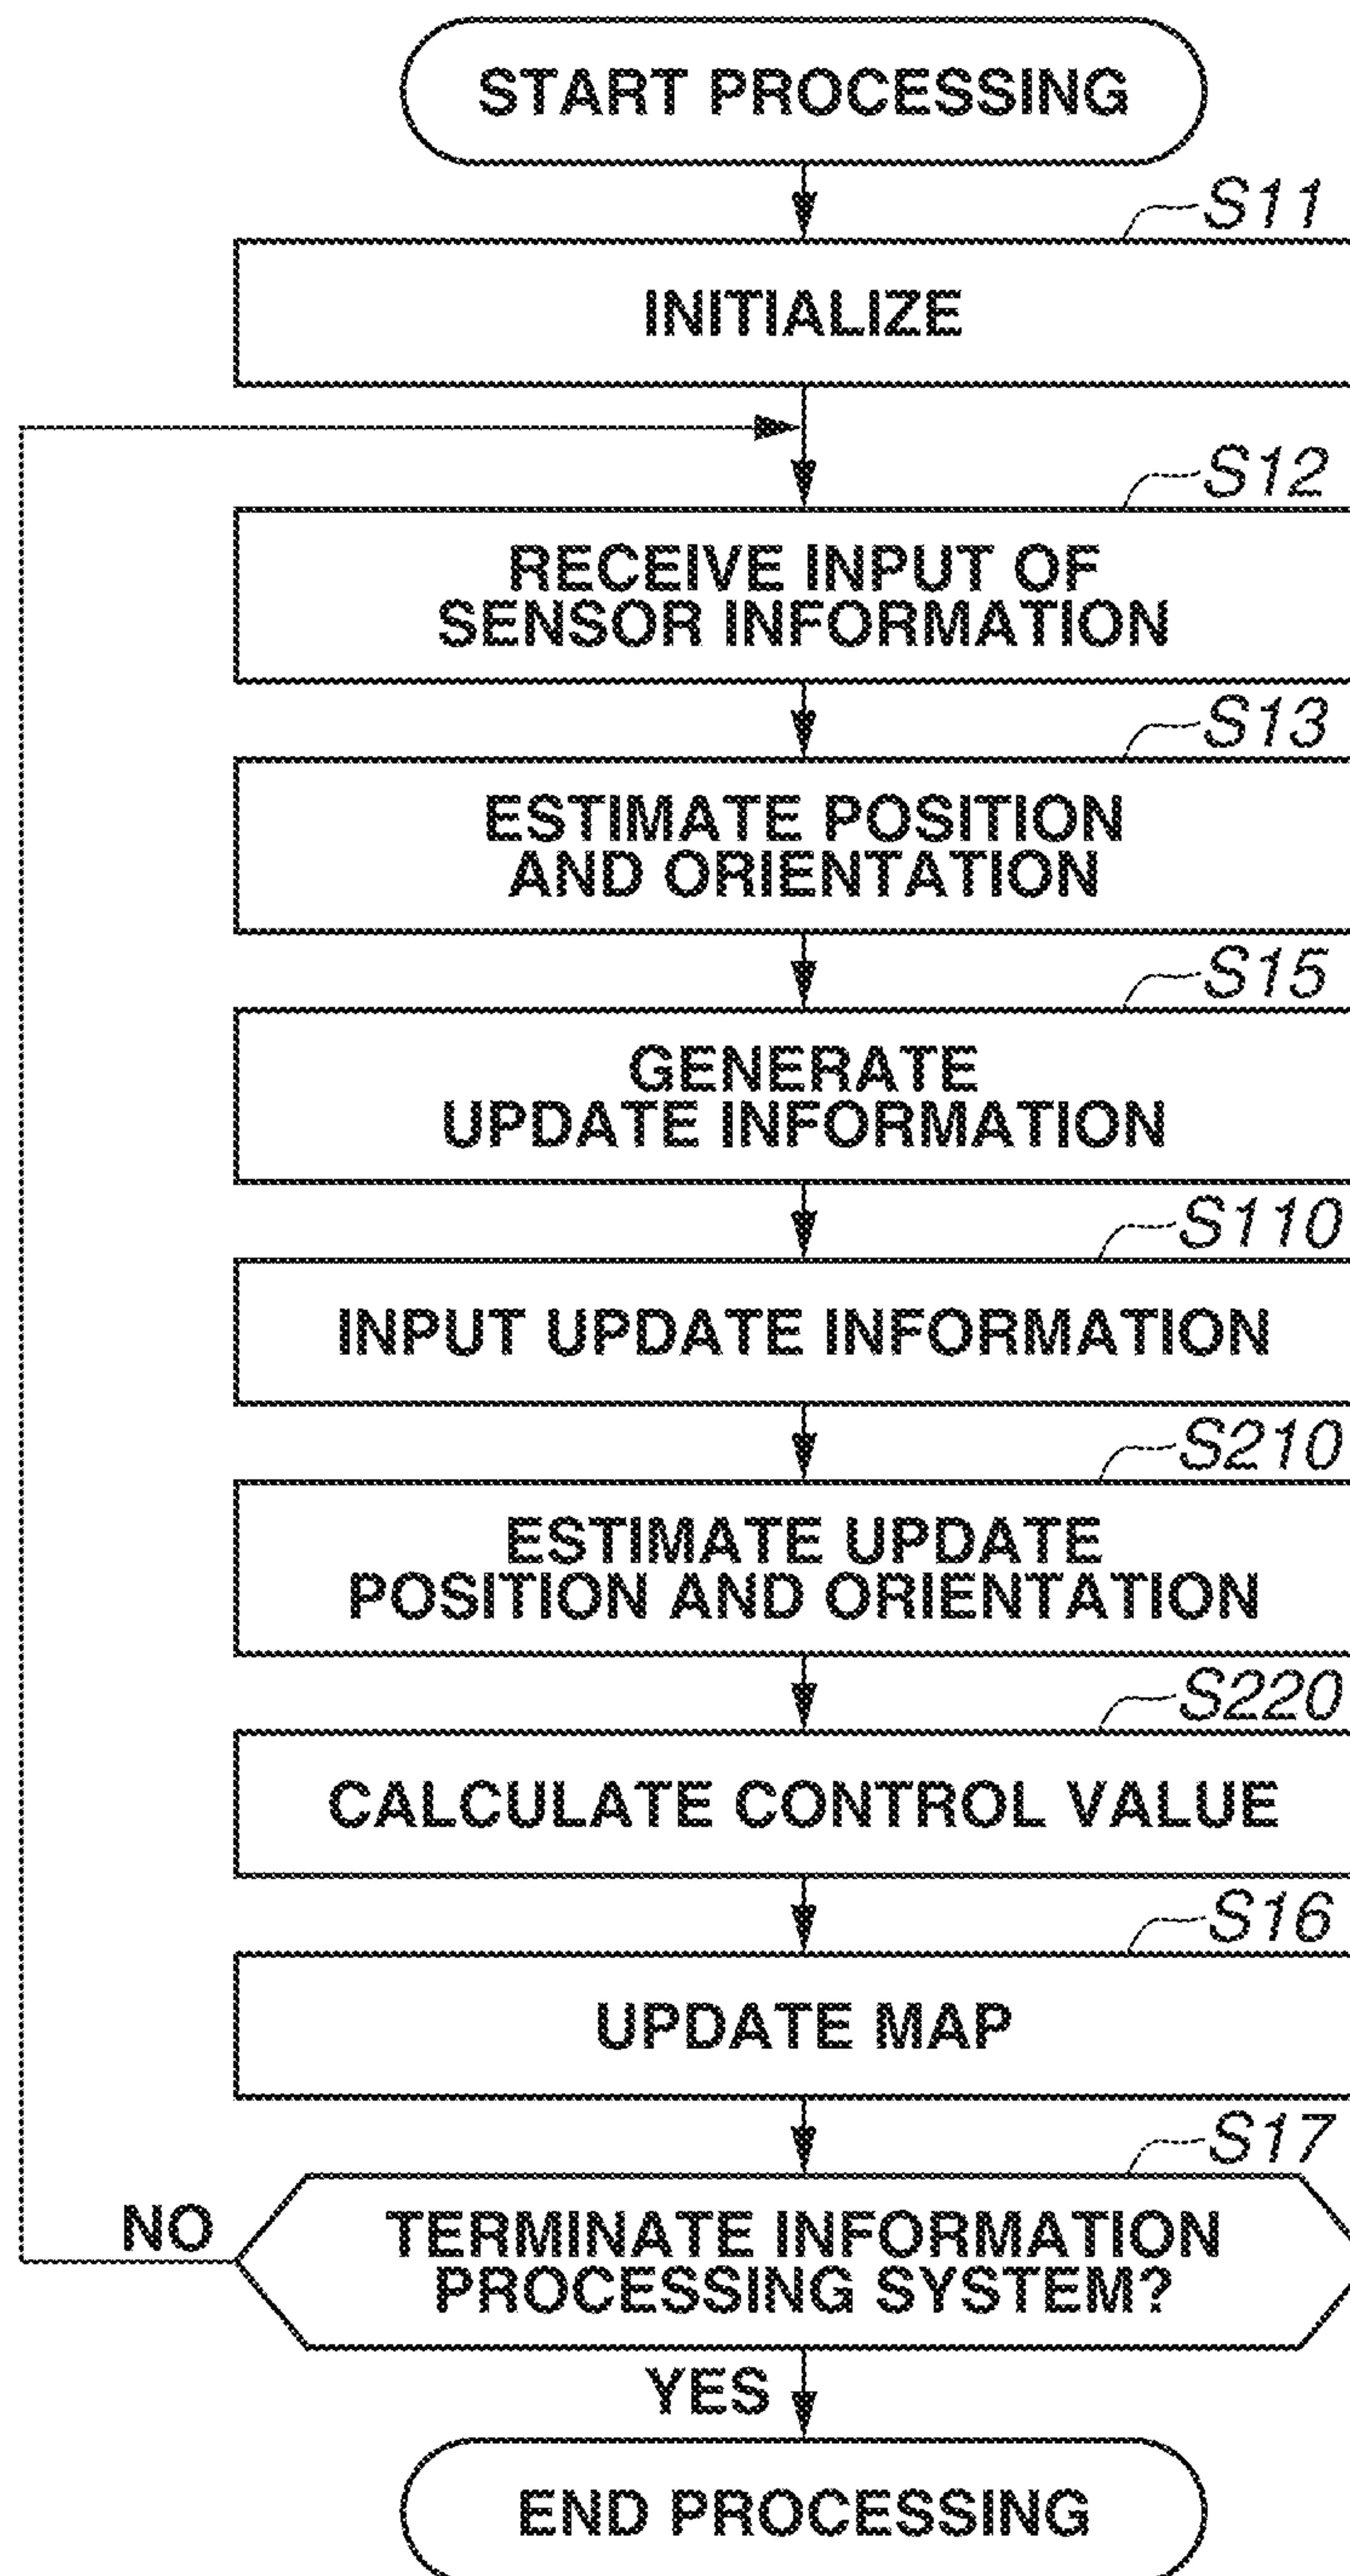 START PROCESSING
S11
INITIALIZE
S12
RECEIVE INPUT OF
SENSOR INFORMATION
S13
ESTIMATE POSITION
AND ORIENTATION
S15
GENERATE
UPDATE INFORMATION
S110
INPUT UPDATE INFORMATION
S210
ESTIMATE UPDATE
POSITION AND ORIENTATION
S220
CALCULATE CONTROL VALUE
S16
UPDATE MAP
S17
NO
TERMINATE INFORMATION
PROCESSING SYSTEM?
YES
END PROCESSING